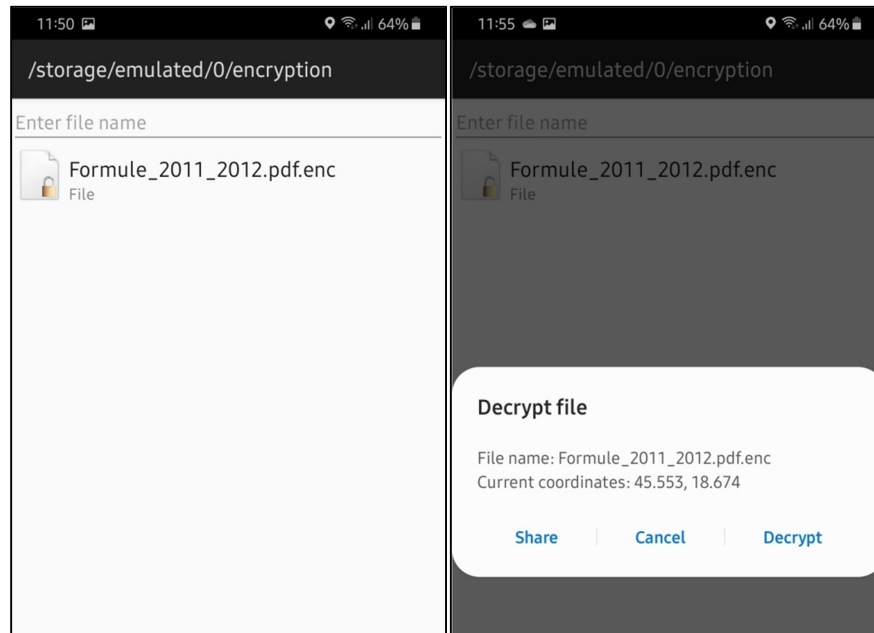 11:50 64%
/storage/emulated/0/encryption
Enter file name
Formule_2011_2012.pdf.enc
File
11:55 64%
/storage/emulated/0/encryption
Enter file name
Formule_2011_2012.pdf.enc
File
Decrypt file
File name: Formule_2011_2012.pdf.enc
Current coordinates: 45.553, 18.674
Share Cancel Decrypt